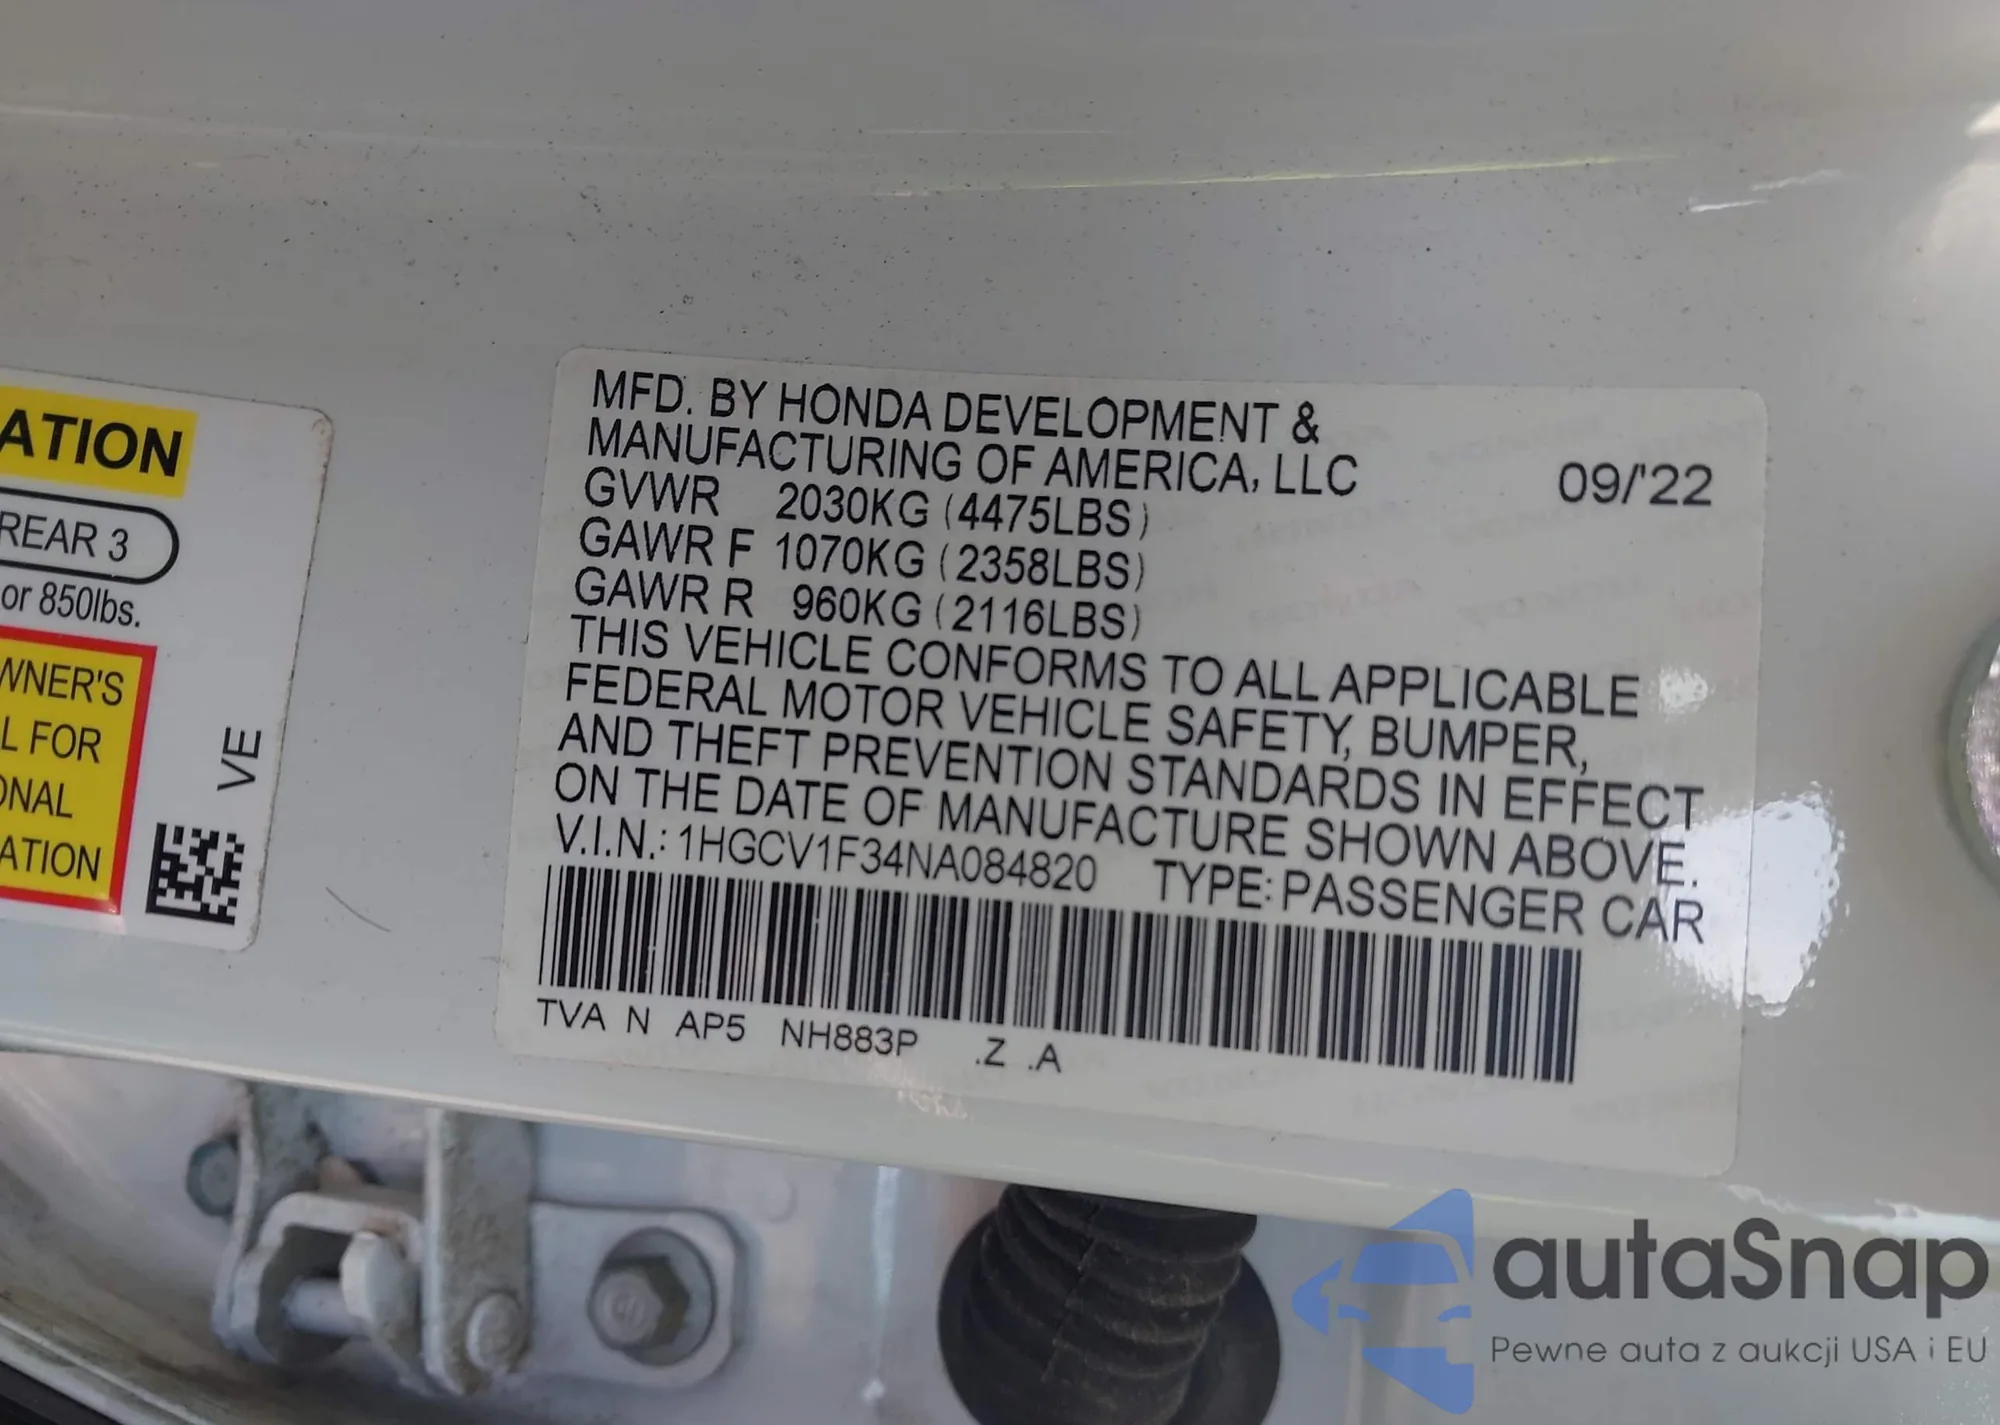 ATION
REAR 3
or 850lbs.
WNER'S
L FOR
ONAL
ATION
VE
MFD. BY HONDA DEVELOPMENT &
MANUFACTURING OF AMERICA, LLC 09/'22
GVWR 2030KG (4475LBS)
GAWR F 1070KG (2358LBS)
GAWR R 960KG (2116LBS)
THIS VEHICLE CONFORMS TO ALL APPLICABLE
FEDERAL MOTOR VEHICLE SAFETY, BUMPER,
AND THEFT PREVENTION STANDARDS IN EFFECT
ON THE DATE OF MANUFACTURE SHOWN ABOVE.
V.I.N.: 1HGCV1F34NA084820 TYPE: PASSENGER CAR
TVA N AP5 NH883P .Z .A
autaSnap
Pewne auta z aukcji USA i EU